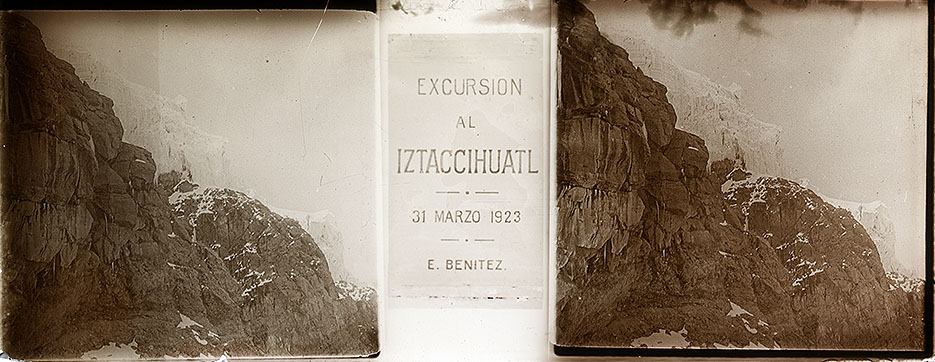 EXCURSION
AL
IZTACCIHUATL
31 MARZO 1923
E. BENITEZ.